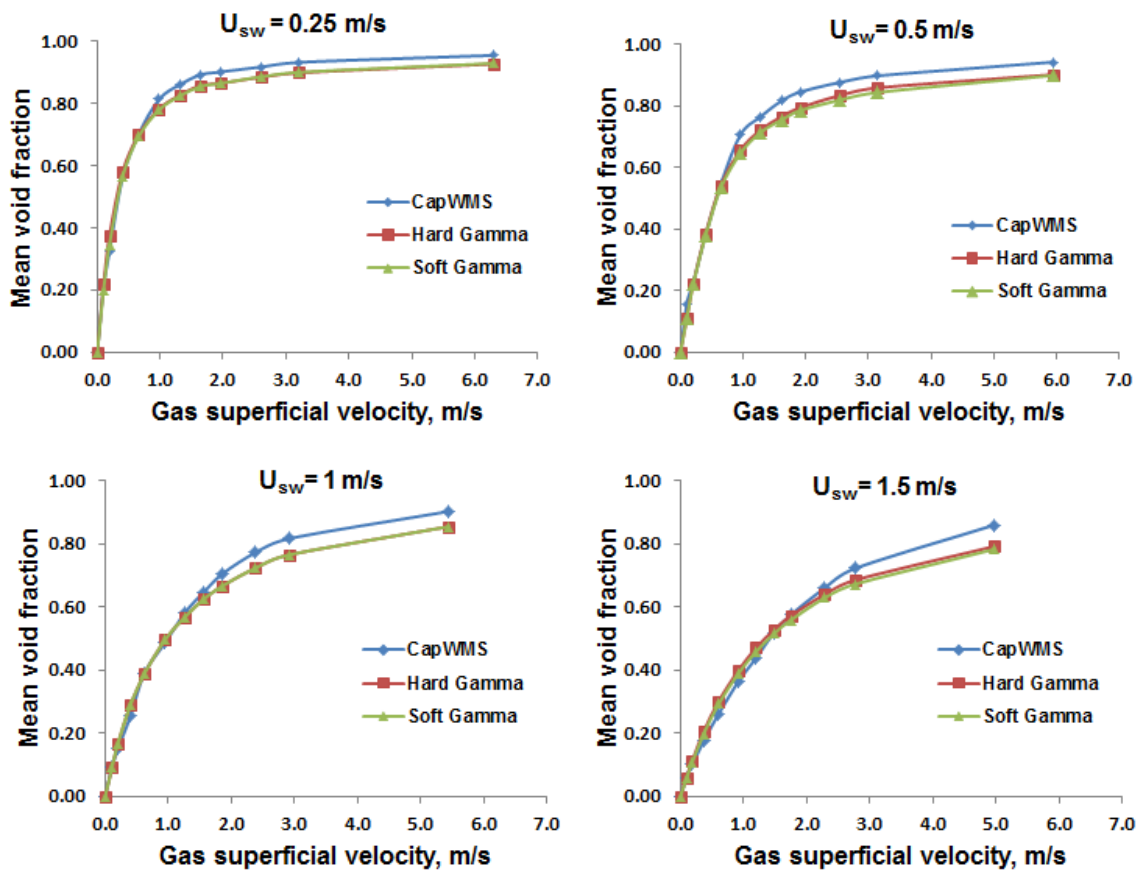 U_sw = 0.25 m/s
Mean void fraction
1.00
0.80
0.60
0.40
0.20
0.00
CapWMS
Hard Gamma
Soft Gamma
0.0 1.0 2.0 3.0 4.0 5.0 6.0 7.0
Gas superficial velocity, m/s
U_sw = 0.5 m/s
Mean void fraction
1.00
0.80
0.60
0.40
0.20
0.00
CapWMS
Hard Gamma
Soft Gamma
0.0 1.0 2.0 3.0 4.0 5.0 6.0 7.0
Gas superficial velocity, m/s
U_sw = 1 m/s
Mean void fraction
1.00
0.80
0.60
0.40
0.20
0.00
CapWMS
Hard Gamma
Soft Gamma
0.0 1.0 2.0 3.0 4.0 5.0 6.0 7.0
Gas superficial velocity, m/s
U_sw = 1.5 m/s
Mean void fraction
1.00
0.80
0.60
0.40
0.20
0.00
CapWMS
Hard Gamma
Soft Gamma
0.0 1.0 2.0 3.0 4.0 5.0 6.0 7.0
Gas superficial velocity, m/s